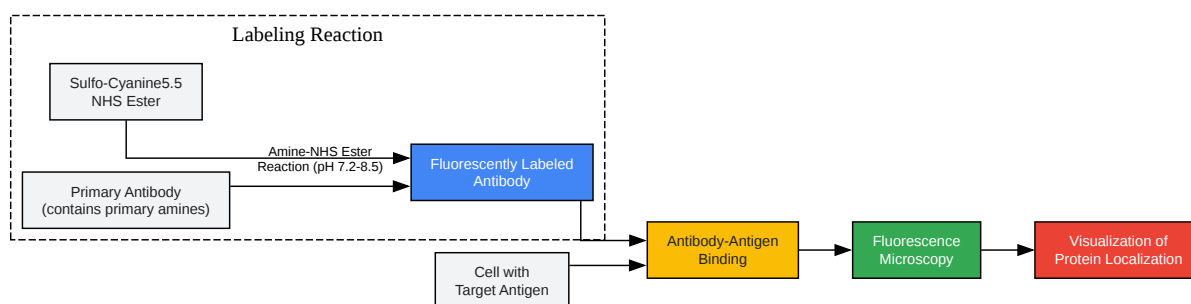 Labeling Reaction
Sulfo-Cyanine5.5
NHS Ester
Amine-NHS Ester
Reaction (pH 7.2-8.5)
Primary Antibody
(contains primary amines)
Fluorescently Labeled
Antibody
Cell with
Target Antigen
Antibody-Antigen
Binding
Fluorescence
Microscopy
Visualization of
Protein Localization